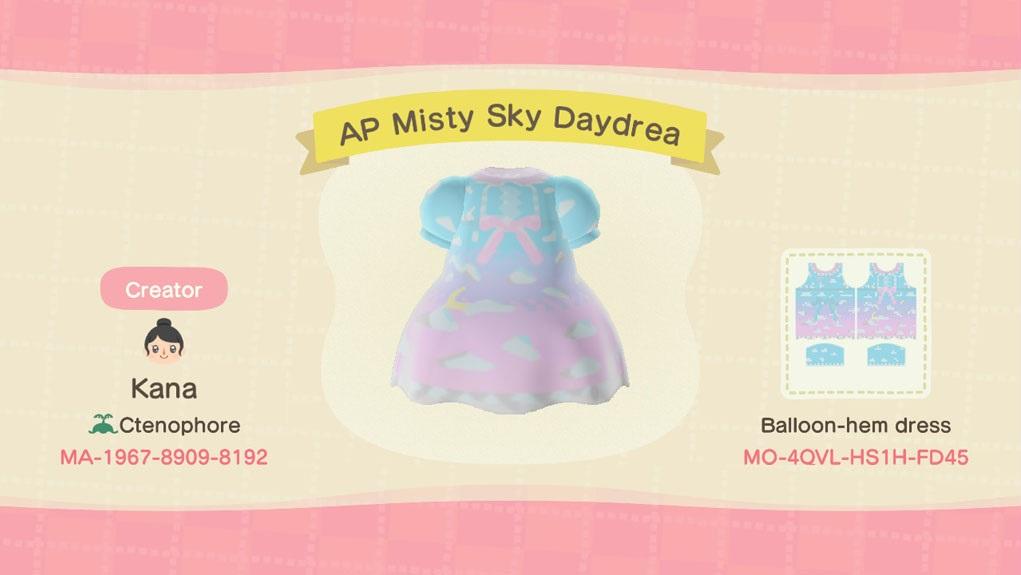 AP Misty Sky Daydrea
Creator
Kana
Ctenophore
MA-1967-8909-8192
Balloon-hem dress
MO-4QVL-HS1H-FD45